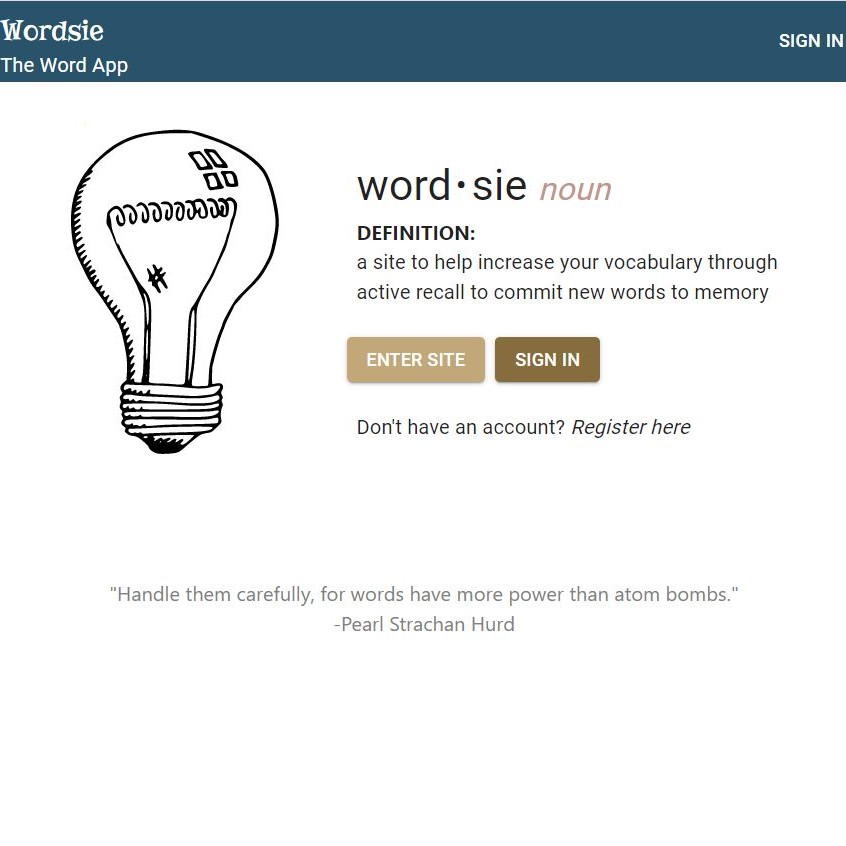 Wordsie
The Word App
SIGN IN
word·sie noun
DEFINITION:
a site to help increase your vocabulary through
active recall to commit new words to memory
ENTER SITE
SIGN IN
Don't have an account? Register here
"Handle them carefully, for words have more power than atom bombs."
-Pearl Strachan Hurd